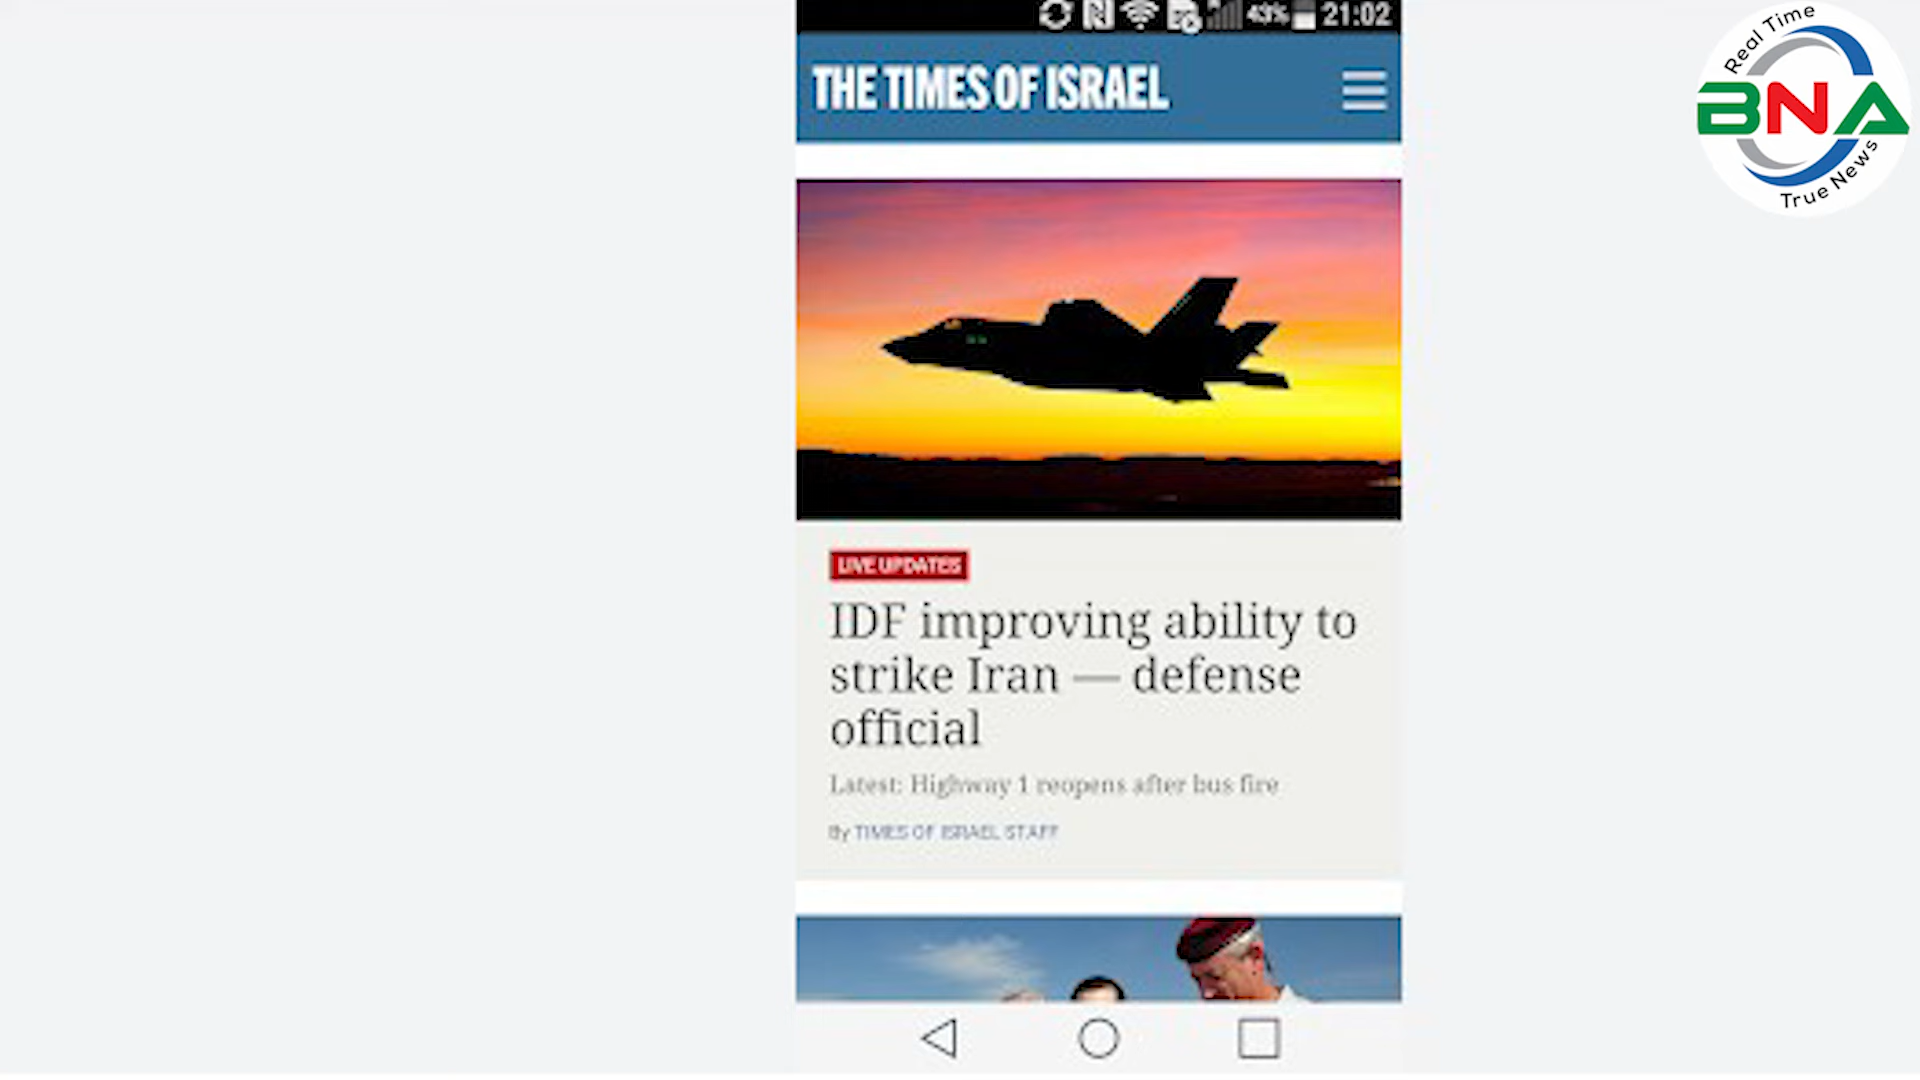 43% 21:02
THE TIMES OF ISRAEL
Real Time
BNA
True News
LIVE UPDATES
IDF improving ability to
strike Iran — defense
official
Latest: Highway 1 reopens after bus fire
By TIMES OF ISRAEL STAFF